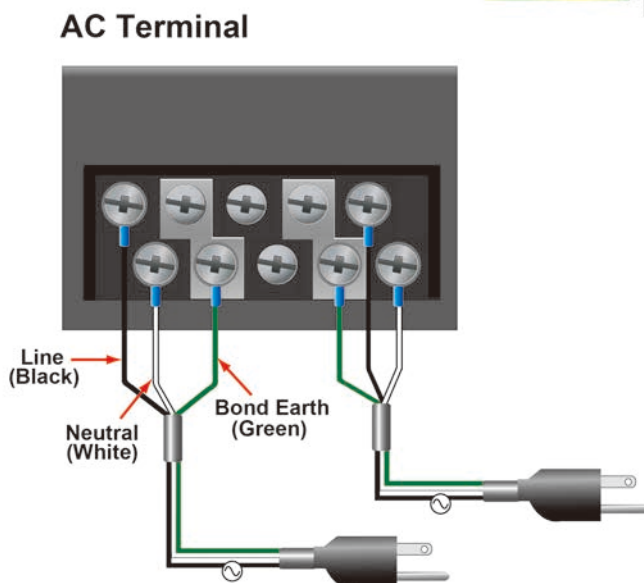 AC Terminal
Line
(Black)
Neutral
(White)
Bond Earth
(Green)